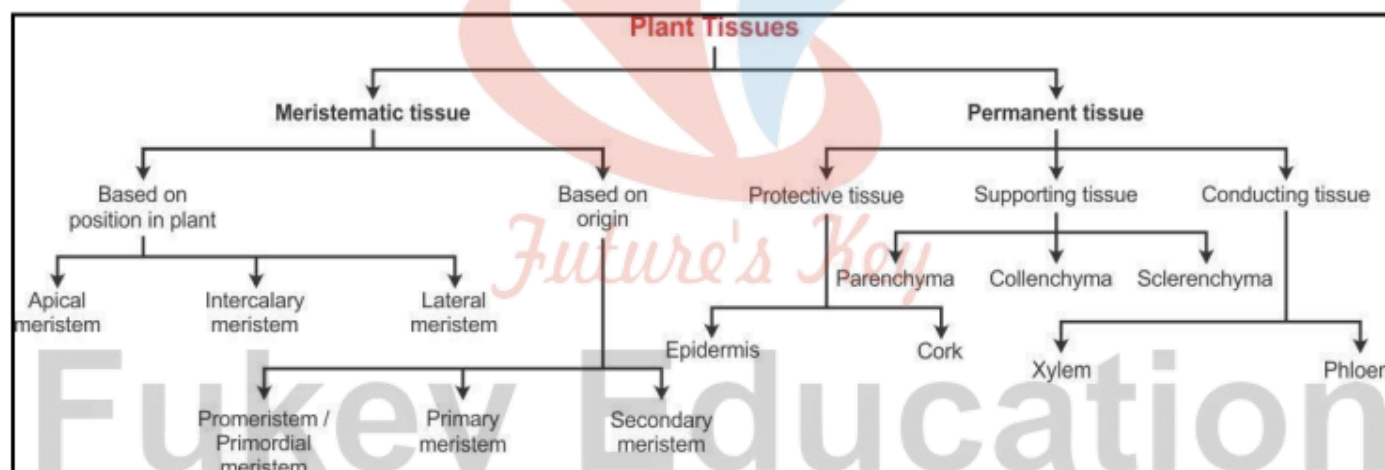 Plant Tissues
Meristematic tissue
Permanent tissue
Based on
position in plant
Based on
origin
Protective tissue
Supporting tissue
Conducting tissue
Future's Key
Parenchyma
Collenchyma
Sclerenchyma
Apical
meristem
Intercalary
meristem
Lateral
meristem
Epidermis
Cork
Xylem
Phloem
Promeristem /
Primordial
meristem
Primary
meristem
Secondary
meristem
Fukey Education